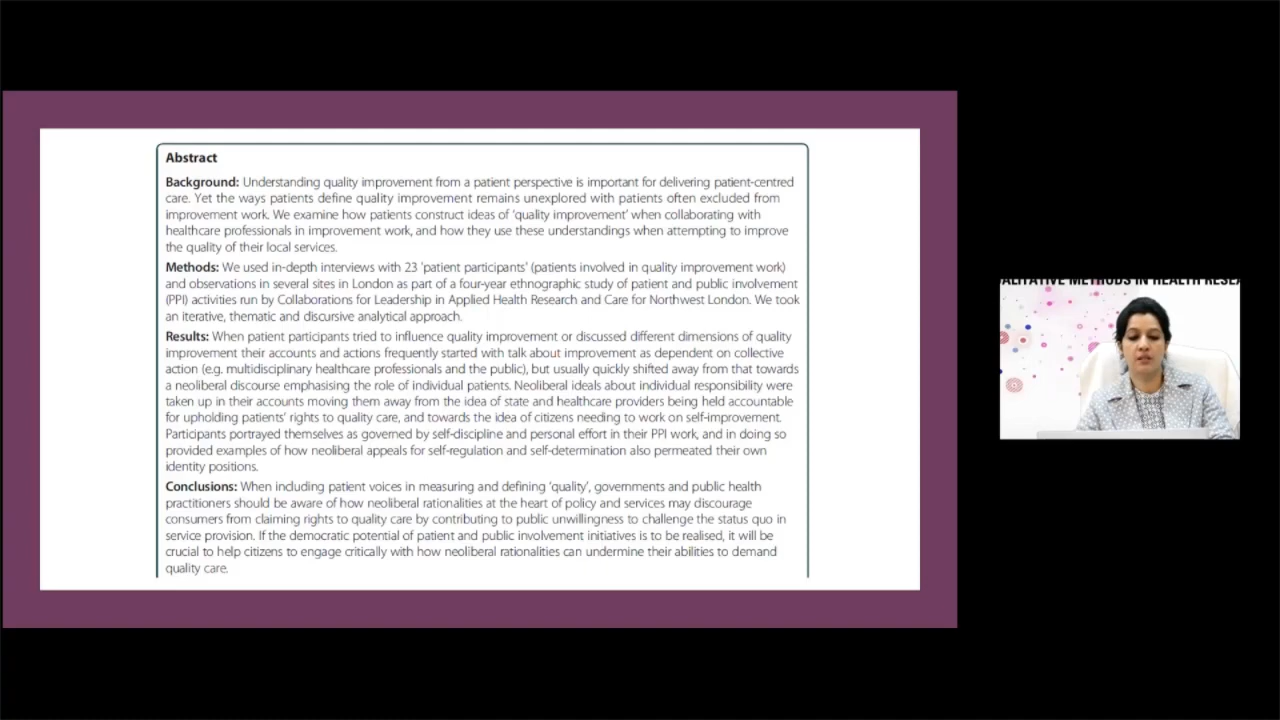 Abstract
Background: Understanding quality improvement from a patient perspective is important for delivering patient-centred
care. Yet the ways patients define quality improvement remains unexplored with patients often excluded from
improvement work. We examine how patients construct ideas of 'quality improvement' when collaborating with
healthcare professionals in improvement work, and how they use these understandings when attempting to improve
the quality of their local services.
Methods: We used in-depth interviews with 23 'patient participants' (patients involved in quality improvement work)
and observations in several sites in London as part of a four-year ethnographic study of patient and public involvement
(PPI) activities run by Collaborations for Leadership in Applied Health Research and Care for Northwest London. We took
an iterative, thematic and discursive analytical approach.
Results: When patient participants tried to influence quality improvement or discussed different dimensions of quality
improvement their accounts and actions frequently started with talk about improvement as dependent on collective
action (e.g. multidisciplinary healthcare professionals and the public), but usually quickly shifted away from that towards
a neoliberal discourse emphasising the role of individual patients. Neoliberal ideals about individual responsibility were
taken up in their accounts moving them away from the idea of state and healthcare providers being held accountable
for upholding patients' rights to quality care, and towards the idea of citizens needing to work on self-improvement.
Participants portrayed themselves as governed by self-discipline and personal effort in their PPI work, and in doing so
provided examples of how neoliberal appeals for self-regulation and self-determination also permeated their own
identity positions.
Conclusions: When including patient voices in measuring and defining 'quality', governments and public health
practitioners should be aware of how neoliberal rationalities at the heart of policy and services may discourage
consumers from claiming rights to quality care by contributing to public unwillingness to challenge the status quo in
service provision. If the democratic potential of patient and public involvement initiatives is to be realised, it will be
crucial to help citizens to engage critically with how neoliberal rationalities can undermine their abilities to demand
quality care.
METHODS IN HEALTH